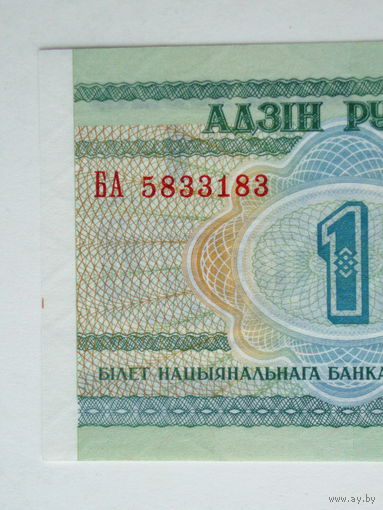 АДЗІН РУ
БА 5833183
1
БІЛЕТ НАЦЫЯНАЛЬНАГА БАНКА
www.ay.by